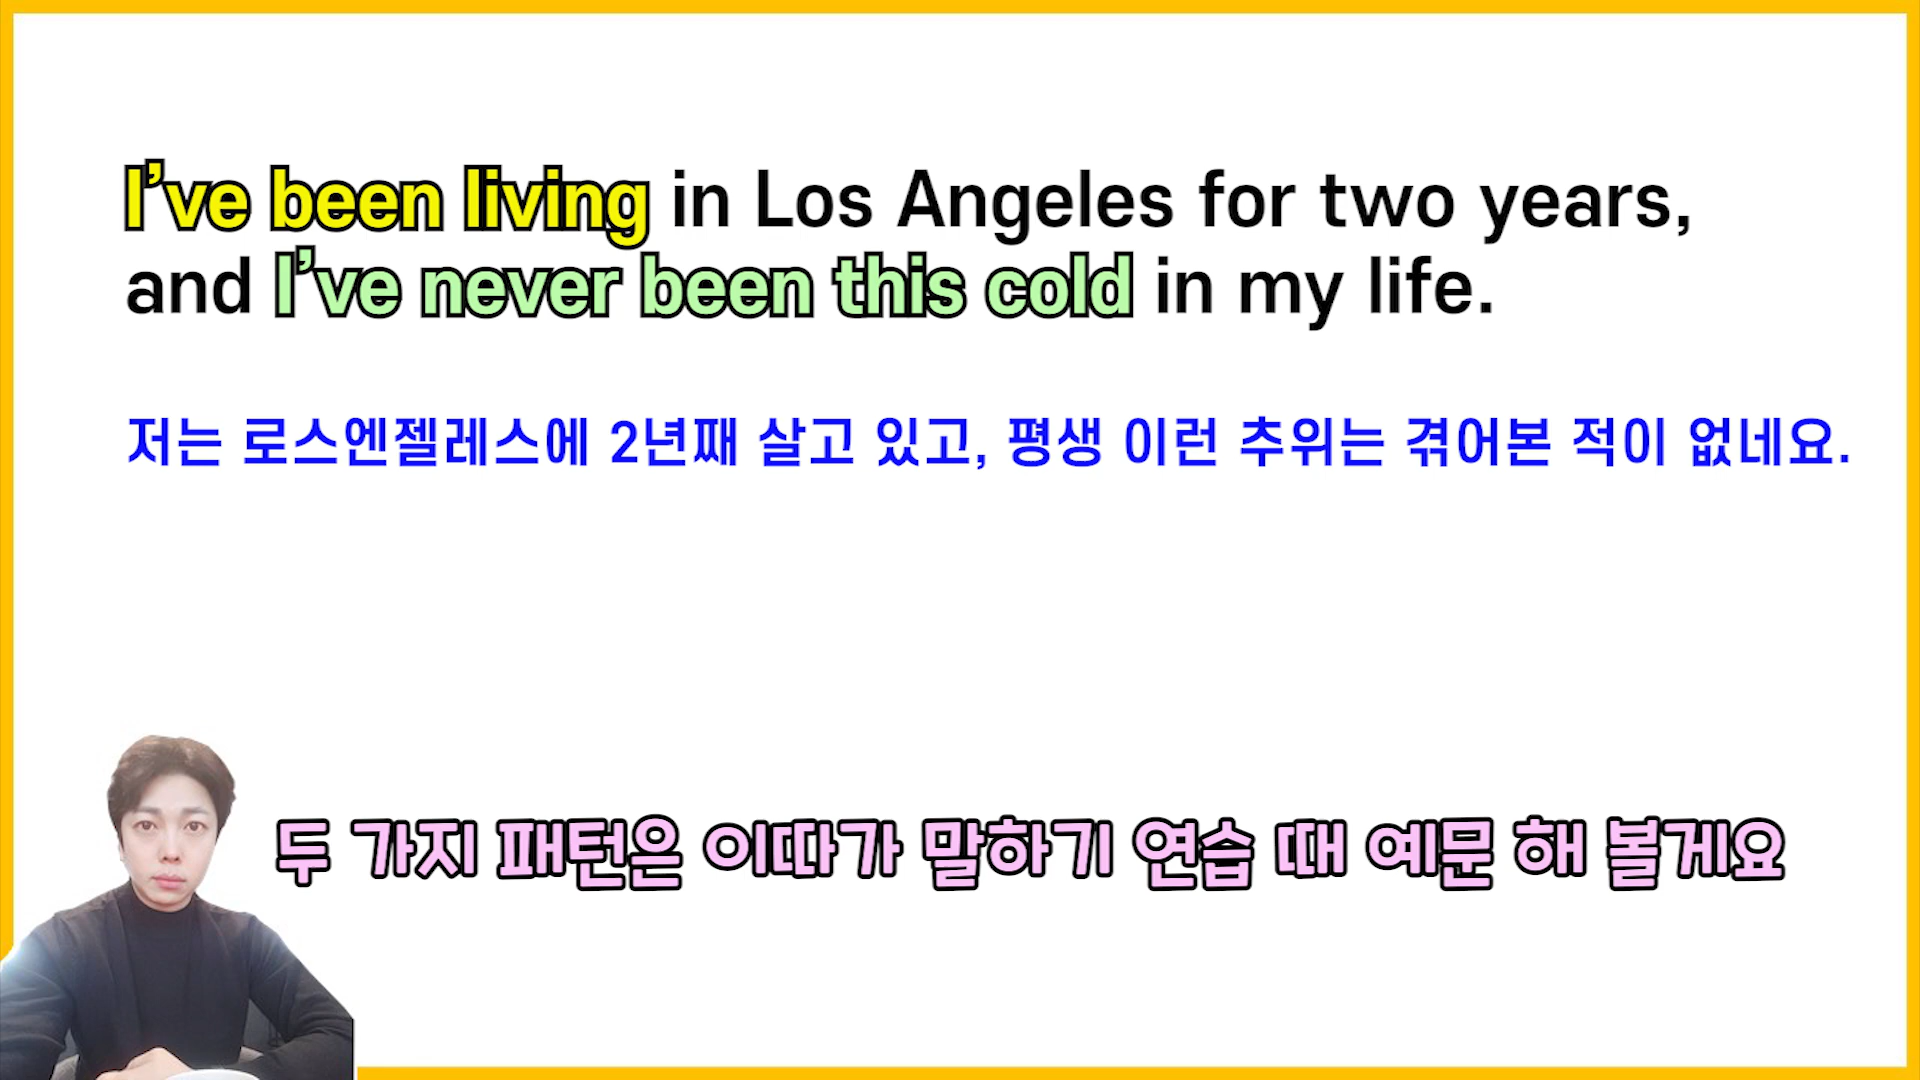 I’ve been living in Los Angeles for two years,
and I’ve never been this cold in my life.
저는 로스엔젤레스에 2년째 살고 있고, 평생 이런 추위는 겪어본 적이 없네요.
두 가지 패턴은 이따가 말하기 연습 때 예문 해 볼게요